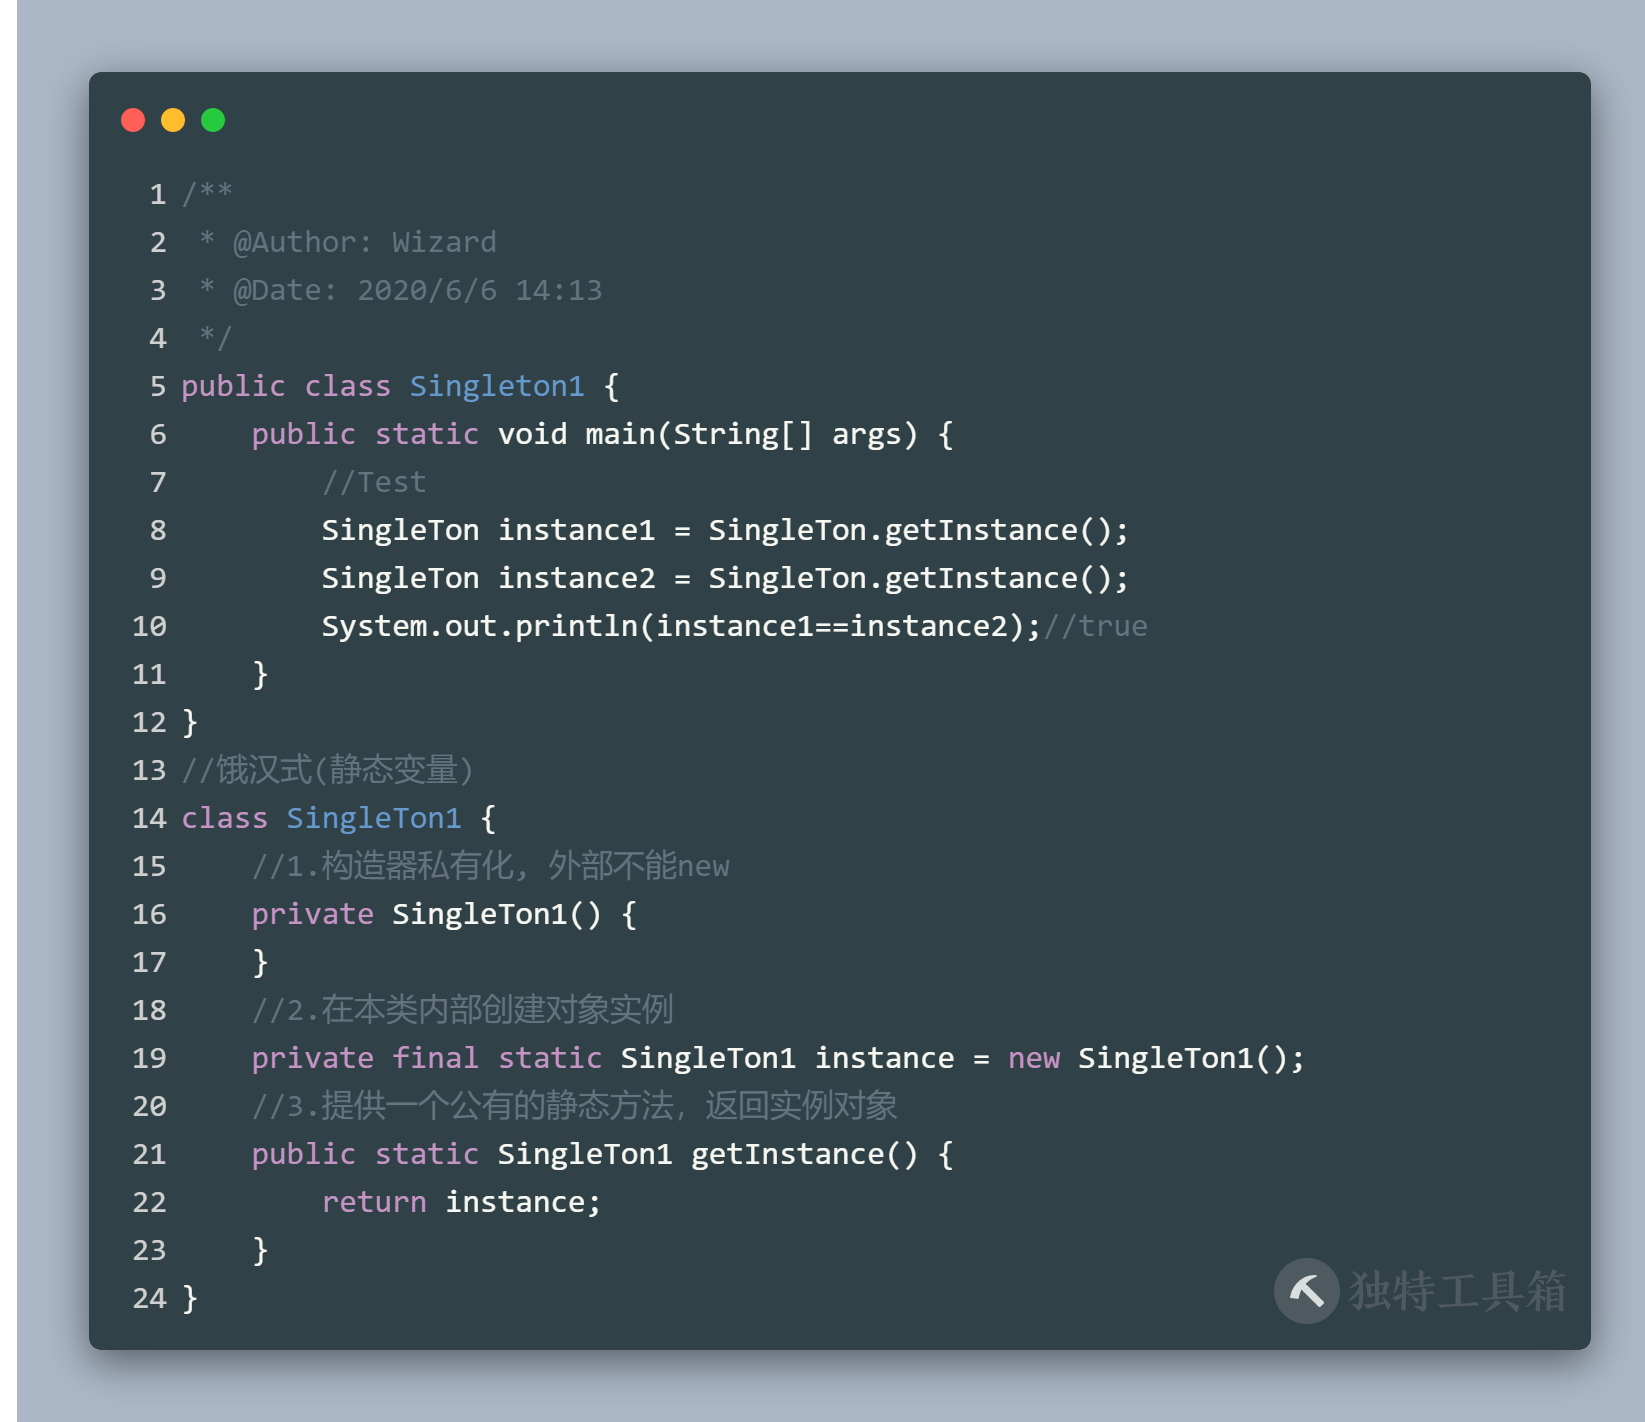 1 /**
2  * @Author: Wizard
3  * @Date: 2020/6/6 14:13
4  */
5 public class Singleton1 {
6     public static void main(String[] args) {
7         //Test
8         SingleTon instance1 = SingleTon.getInstance();
9         SingleTon instance2 = SingleTon.getInstance();
10         System.out.println(instance1==instance2);//true
11     }
12 }
13 //饿汉式(静态变量)
14 class SingleTon1 {
15     //1.构造器私有化, 外部不能new
16     private SingleTon1() {
17     }
18     //2.在本类内部创建对象实例
19     private final static SingleTon1 instance = new SingleTon1();
20     //3.提供一个公有的静态方法，返回实例对象
21     public static SingleTon1 getInstance() {
22         return instance;
23     }
24 }
独特工具箱